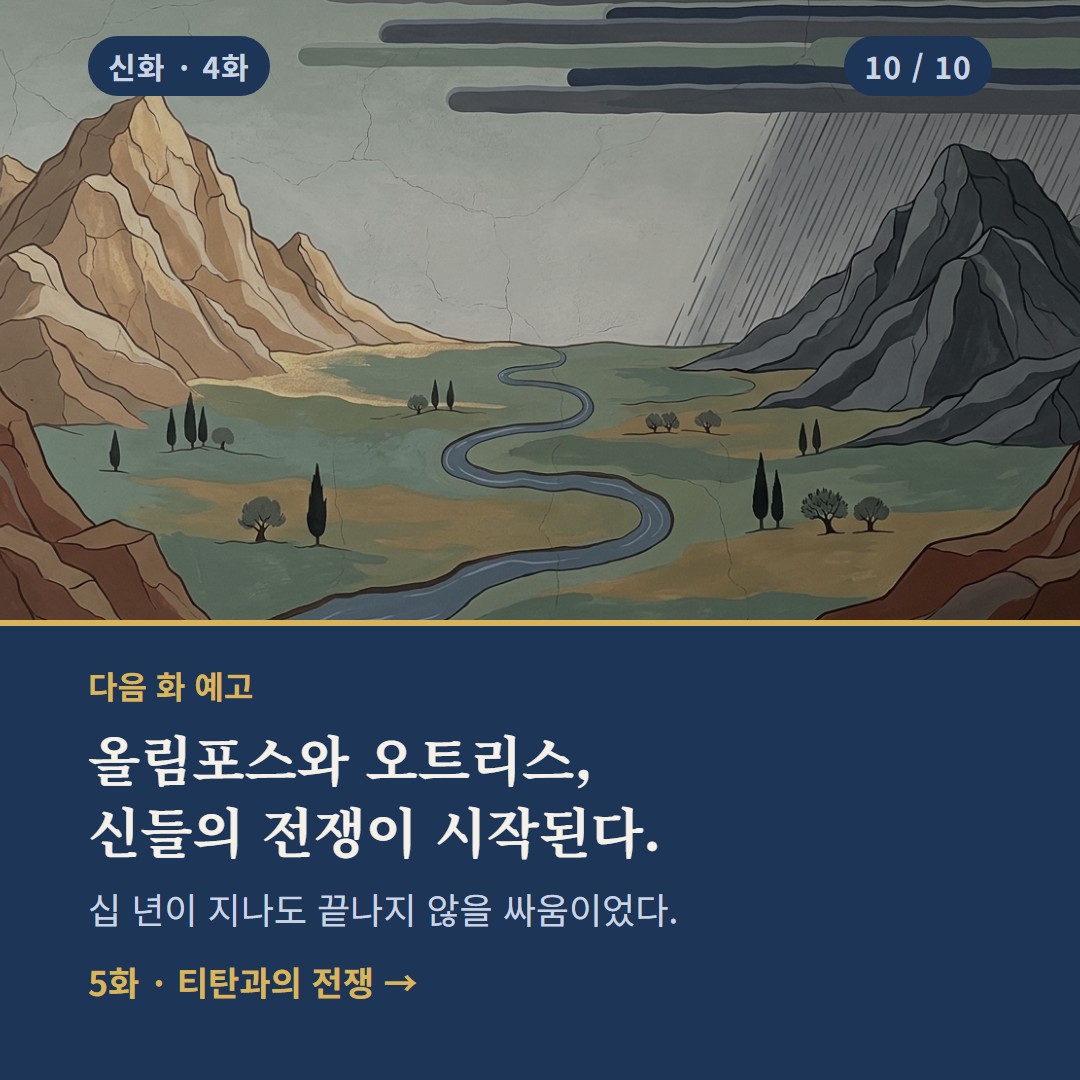 신화 · 4화
10 / 10
다음 화 예고
올림포스와 오트리스,
신들의 전쟁이 시작된다.
십 년이 지나도 끝나지 않을 싸움이었다.
5화 · 티탄과의 전쟁 →